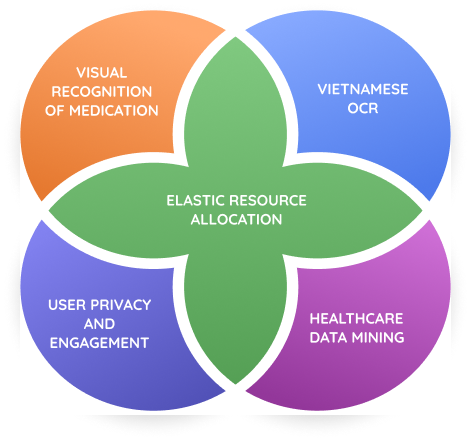 VISUAL
RECOGNITION
OF MEDICATION
VIETNAMESE
OCR
ELASTIC RESOURCE
ALLOCATION
USER PRIVACY
AND
ENGAGEMENT
HEALTHCARE
DATA MINING